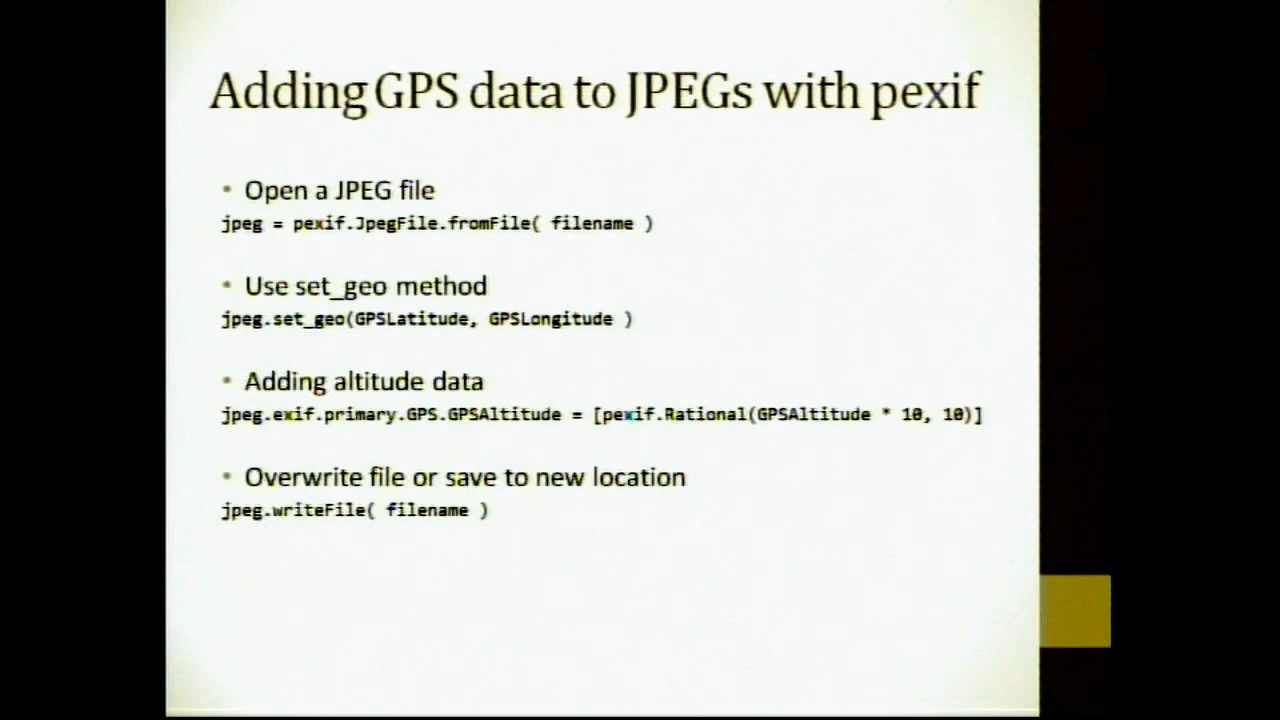 Adding GPS data to JPEGs with pexif
• Open a JPEG file
jpeg = pexif.JpegFile.fromFile( filename )
• Use set_geo method
jpeg.set_geo(GPSLatitude, GPSLongitude )
• Adding altitude data
jpeg.exif.primary.GPS.GPSAltitude = [pexif.Rational(GPSAltitude * 10, 10)]
• Overwrite file or save to new location
jpeg.writeFile( filename )